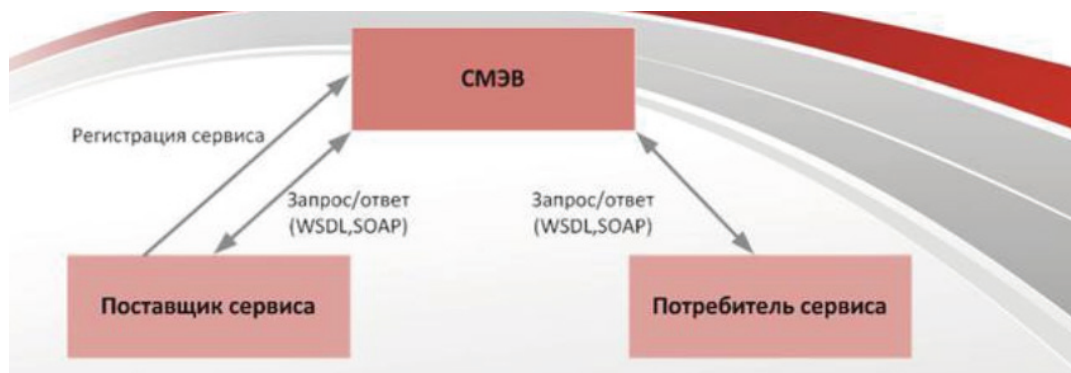 СМЭВ
Регистрация сервиса
Запрос/ответ
(WSDL,SOAP)
Запрос/ответ
(WSDL,SOAP)
Поставщик сервиса
Потребитель сервиса